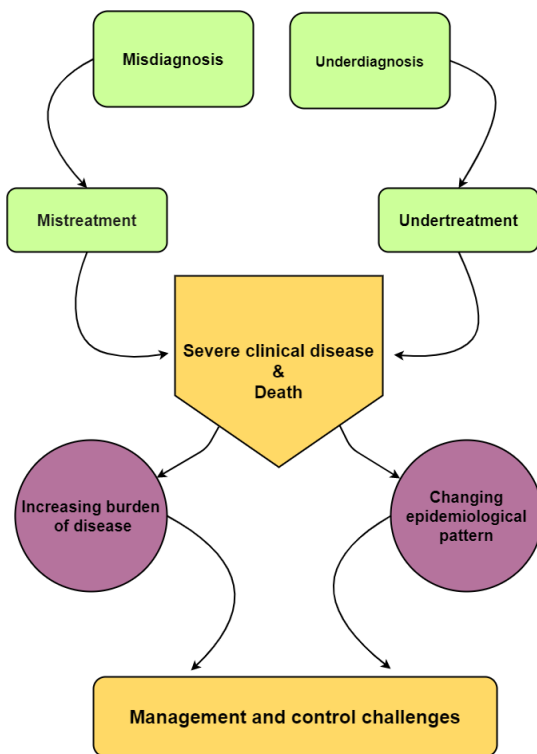 Misdiagnosis
Underdiagnosis
Mistreatment
Undertreatment
Severe clinical disease
&
Death
Increasing burden
of disease
Changing
epidemiological
pattern
Management and control challenges